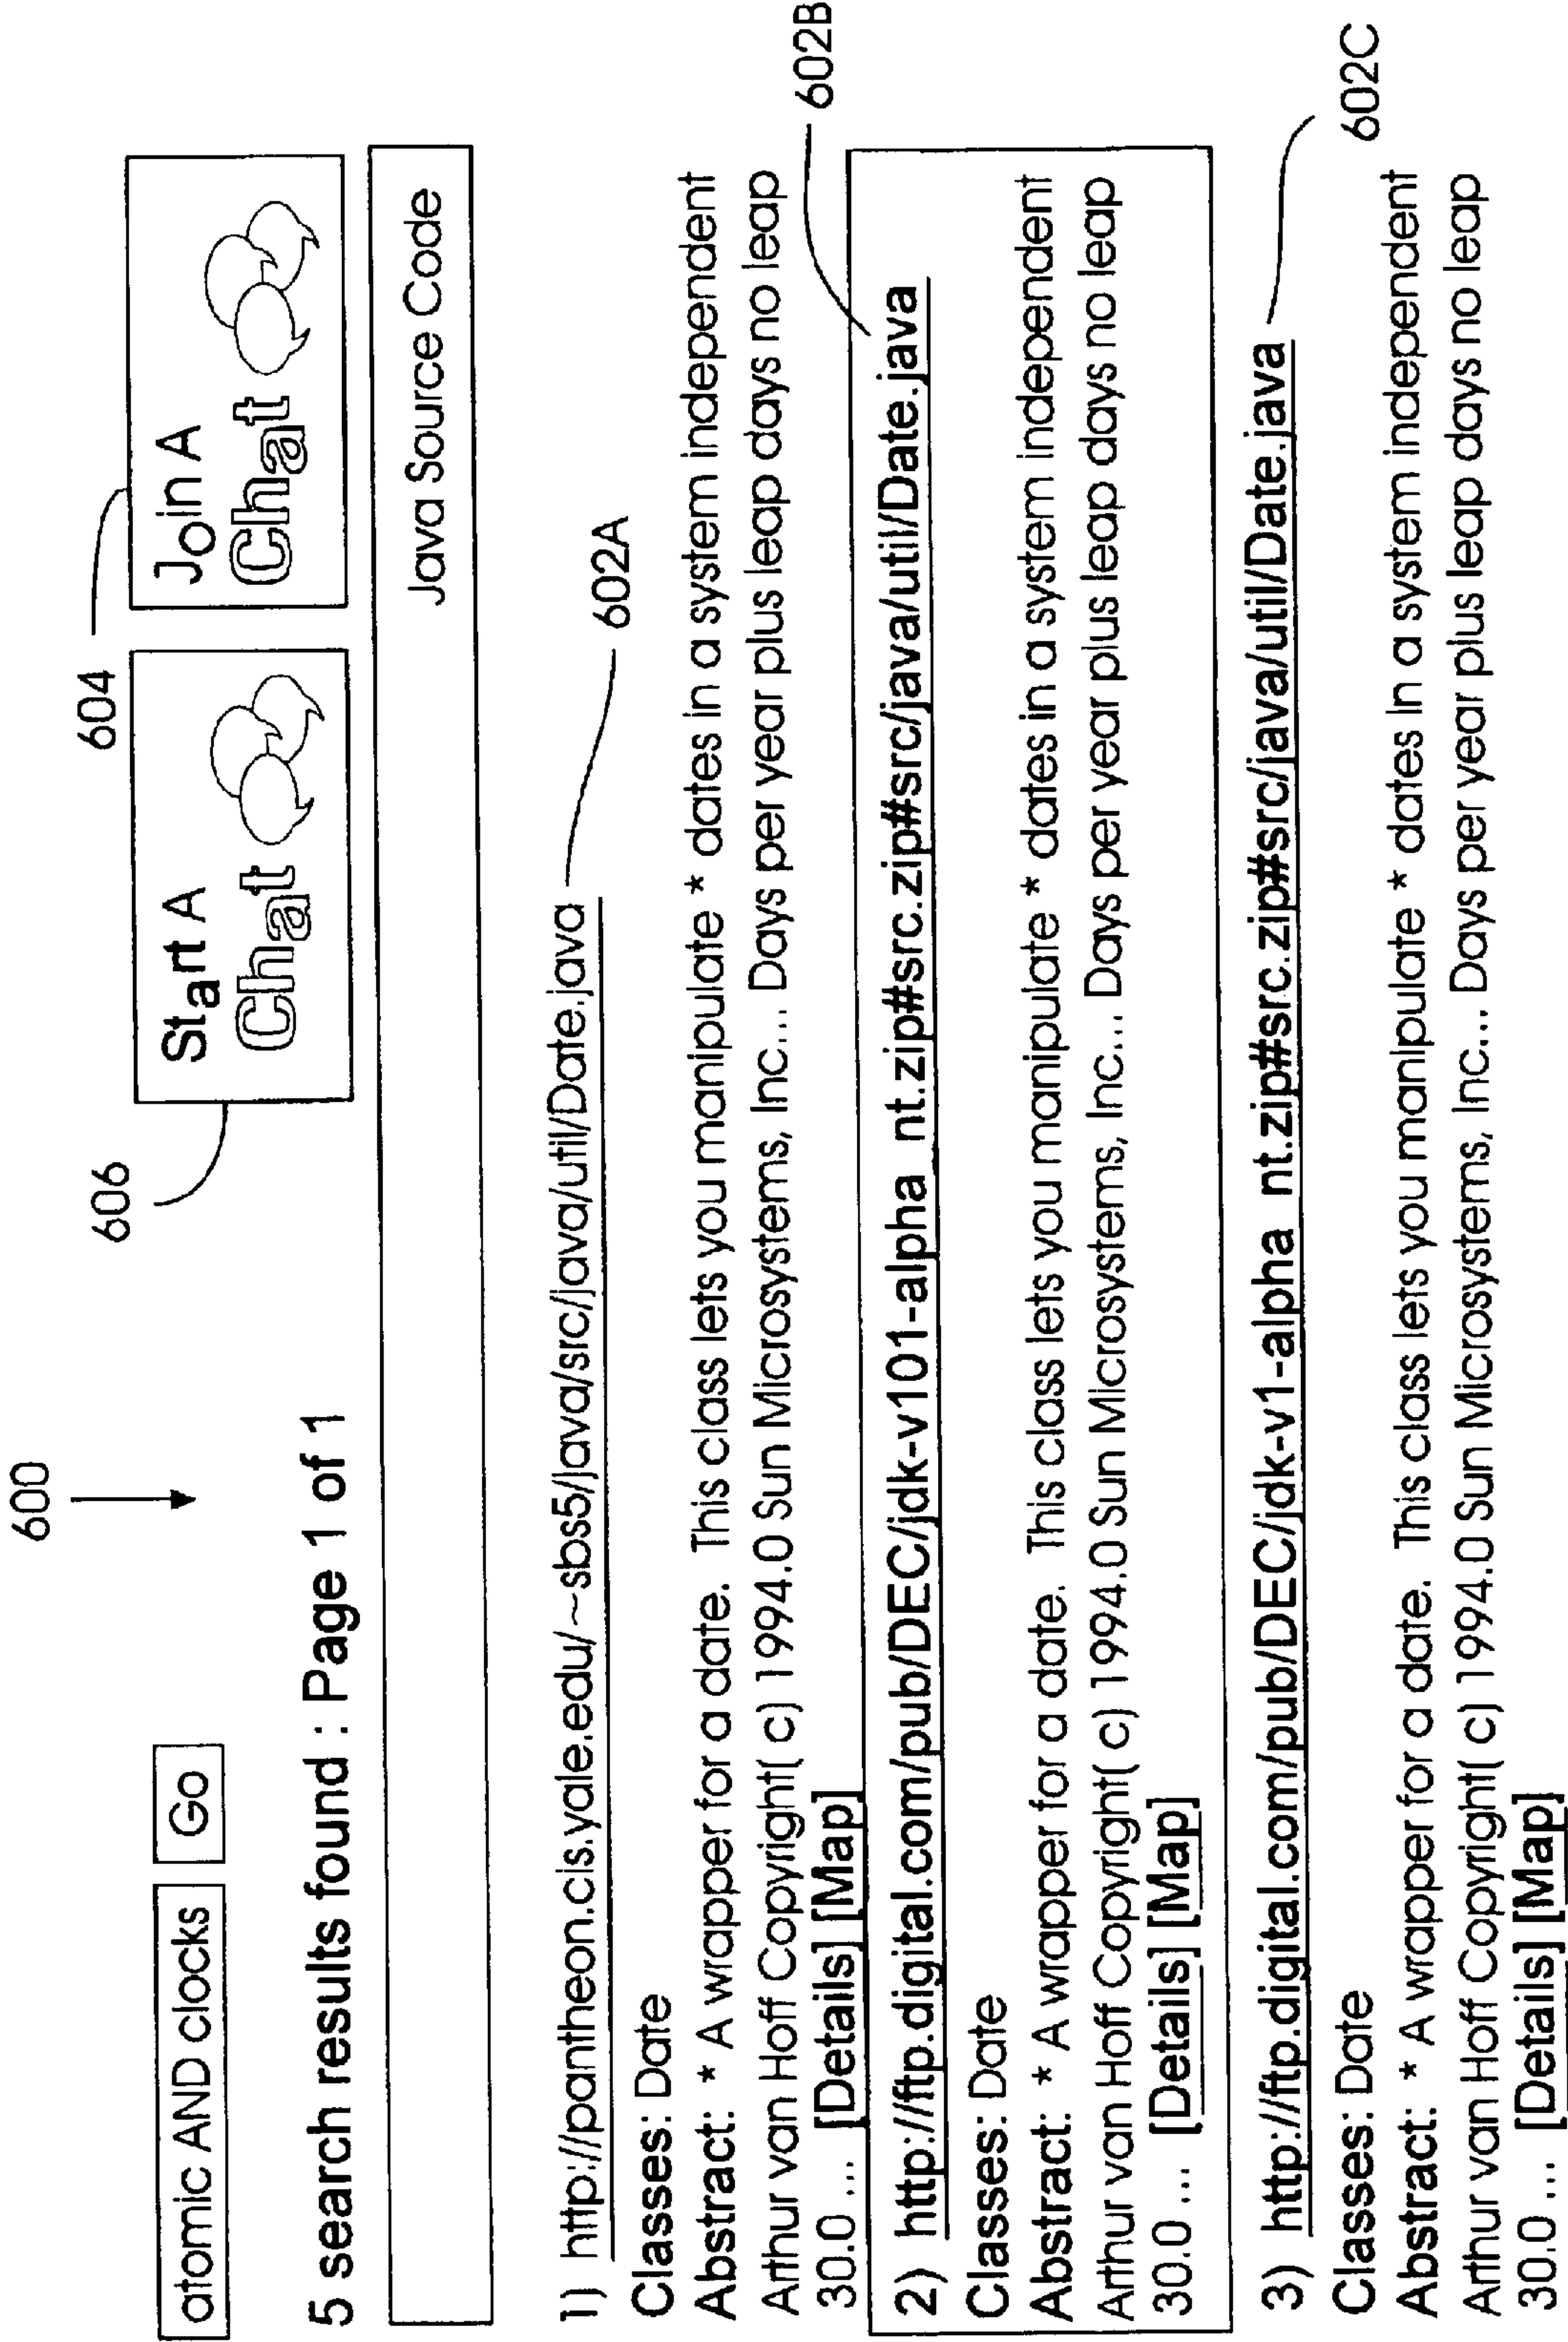 600
606
604
atomic AND clocks Go
Start A
Chat
Join A
Chat
5 search results found : Page 1 of 1
Java Source Code
1) http://pantheon.cis.yale.edu/~sbs5/java/src/java/util/Date.java
602A
Classes: Date
Abstract: * A wrapper for a date. This class lets you manipulate * dates in a system independent
Arthur van Hoff Copyright( c) 1994.0 Sun Microsystems, Inc... Days per year plus leap days no leap
30.0 ... [Details] [Map]
602B
2) http://ftp.digital.com/pub/DEC/jdk-v101-alpha nt.zip#src.zip#src/java/util/Date.java
Classes: Date
Abstract: * A wrapper for a date. This class lets you manipulate * dates in a system independent
Arthur van Hoff Copyright( c) 1994.0 Sun Microsystems, Inc... Days per year plus leap days no leap
30.0 ... [Details] [Map]
3) http://ftp.digital.com/pub/DEC/jdk-v1-alpha nt.zip#src.zip#src/java/util/Date.java
602C
Classes: Date
Abstract: * A wrapper for a date. This class lets you manipulate * dates in a system independent
Arthur van Hoff Copyright( c) 1994.0 Sun Microsystems, Inc... Days per year plus leap days no leap
30.0 ... [Details] [Map]